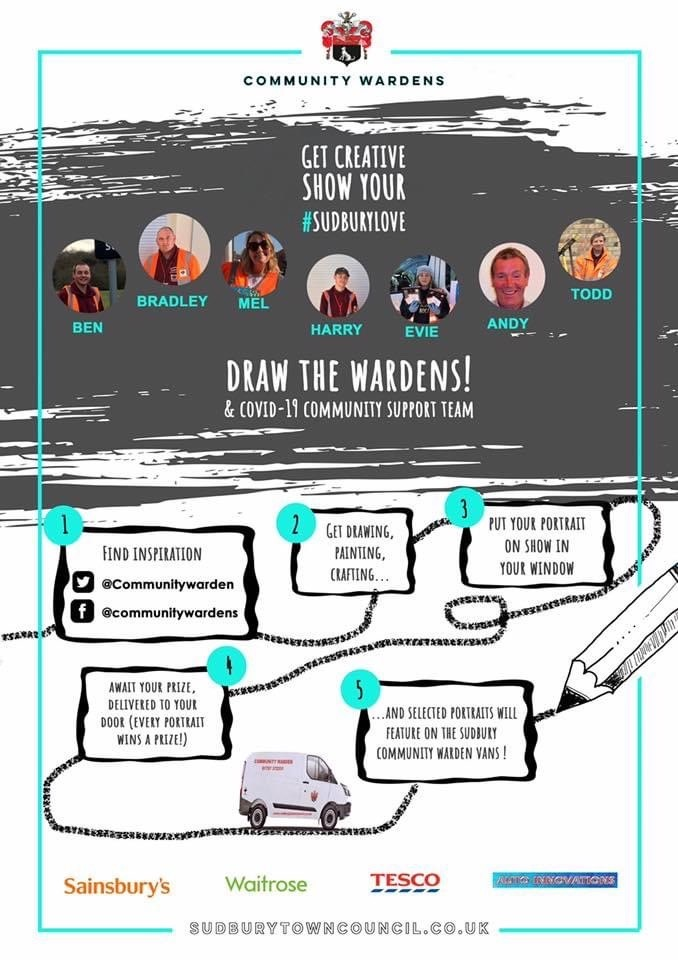 COMMUNITY WARDENS
GET CREATIVE
SHOW YOUR
#SUDBURYLOVE
BEN
BRADLEY
MEL
HARRY
EVIE
ANDY
TODD
DRAW THE WARDENS!
& COVID-19 COMMUNITY SUPPORT TEAM
1
FIND INSPIRATION
@Communitywarden
f @communitywardens
2
GET DRAWING,
PAINTING,
CRAFTING...
3
PUT YOUR PORTRAIT
ON SHOW IN
YOUR WINDOW
4
AWAIT YOUR PRIZE,
DELIVERED TO YOUR
DOOR (EVERY PORTRAIT
WINS A PRIZE!)
5
...AND SELECTED PORTRAITS WILL
FEATURE ON THE SUDBURY
COMMUNITY WARDEN VANS !
COMMUNITY WARDEN
Sainsbury's
Waitrose
TESCO
AUTO INNOVATIONS
SUDBURYTOWNCOUNCIL.CO.UK